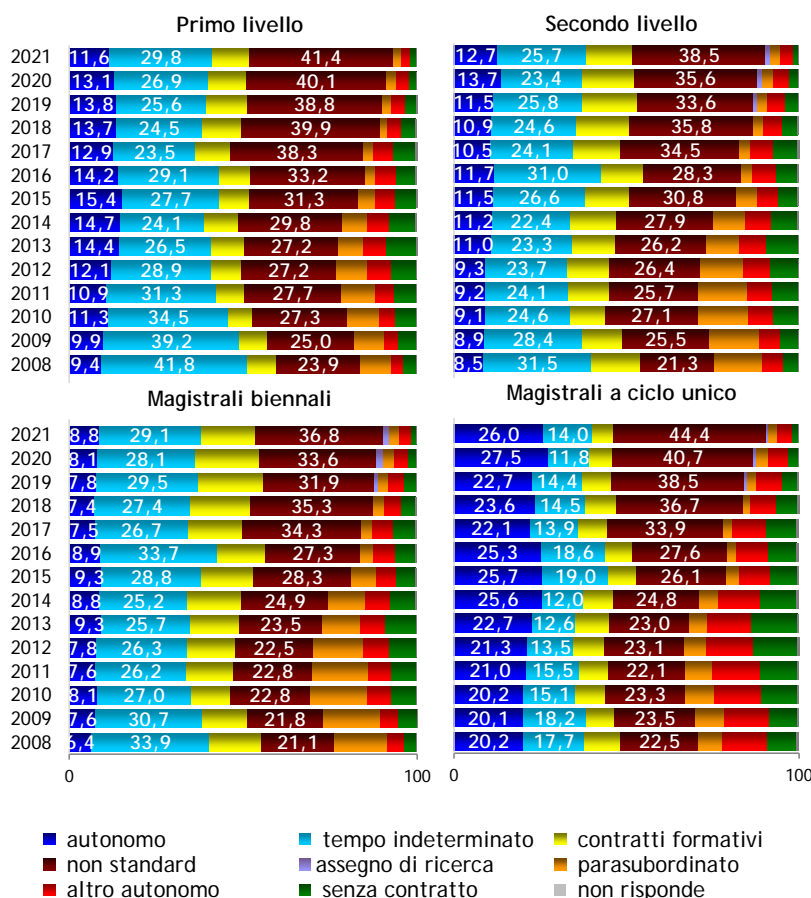 Primo livello Secondo livello
2021 11,6 29,8 41,4 12,7 25,7 38,5
2020 13,1 26,9 40,1 13,7 23,4 35,6
2019 13,8 25,6 38,8 11,5 25,8 33,6
2018 13,7 24,5 39,9 10,9 24,6 35,8
2017 12,9 23,5 38,3 10,5 24,1 34,5
2016 14,2 29,1 33,2 11,7 31,0 28,3
2015 15,4 27,7 31,3 11,5 26,6 30,8
2014 14,7 24,1 29,8 11,2 22,4 27,9
2013 14,4 26,5 27,2 11,0 23,3 26,2
2012 12,1 28,9 27,2 9,3 23,7 26,4
2011 10,9 31,3 27,7 9,2 24,1 25,7
2010 11,3 34,5 27,3 9,1 24,6 27,1
2009 9,9 39,2 25,0 8,9 28,4 25,5
2008 9,4 41,8 23,9 8,5 31,5 21,3
Magistrali biennali Magistrali a ciclo unico
2021 8,8 29,1 36,8 26,0 14,0 44,4
2020 8,1 28,1 33,6 27,5 11,8 40,7
2019 7,8 29,5 31,9 22,7 14,4 38,5
2018 7,4 27,4 35,3 23,6 14,5 36,7
2017 7,5 26,7 34,3 22,1 13,9 33,9
2016 8,9 33,7 27,3 25,3 18,6 27,6
2015 9,3 28,8 28,3 25,7 19,0 26,1
2014 8,8 25,2 24,9 25,6 12,0 24,8
2013 9,3 25,7 23,5 22,7 12,6 23,0
2012 7,8 26,3 22,5 21,3 13,5 23,1
2011 7,6 26,2 22,8 21,0 15,5 22,1
2010 8,1 27,0 22,8 20,2 15,1 23,3
2009 7,6 30,7 21,8 20,1 18,2 23,5
2008 6,4 33,9 21,1 20,2 17,7 22,5
0 100 0 100
autonomo tempo indeterminato contratti formativi
non standard assegno di ricerca parasubordinato
altro autonomo senza contratto non risponde